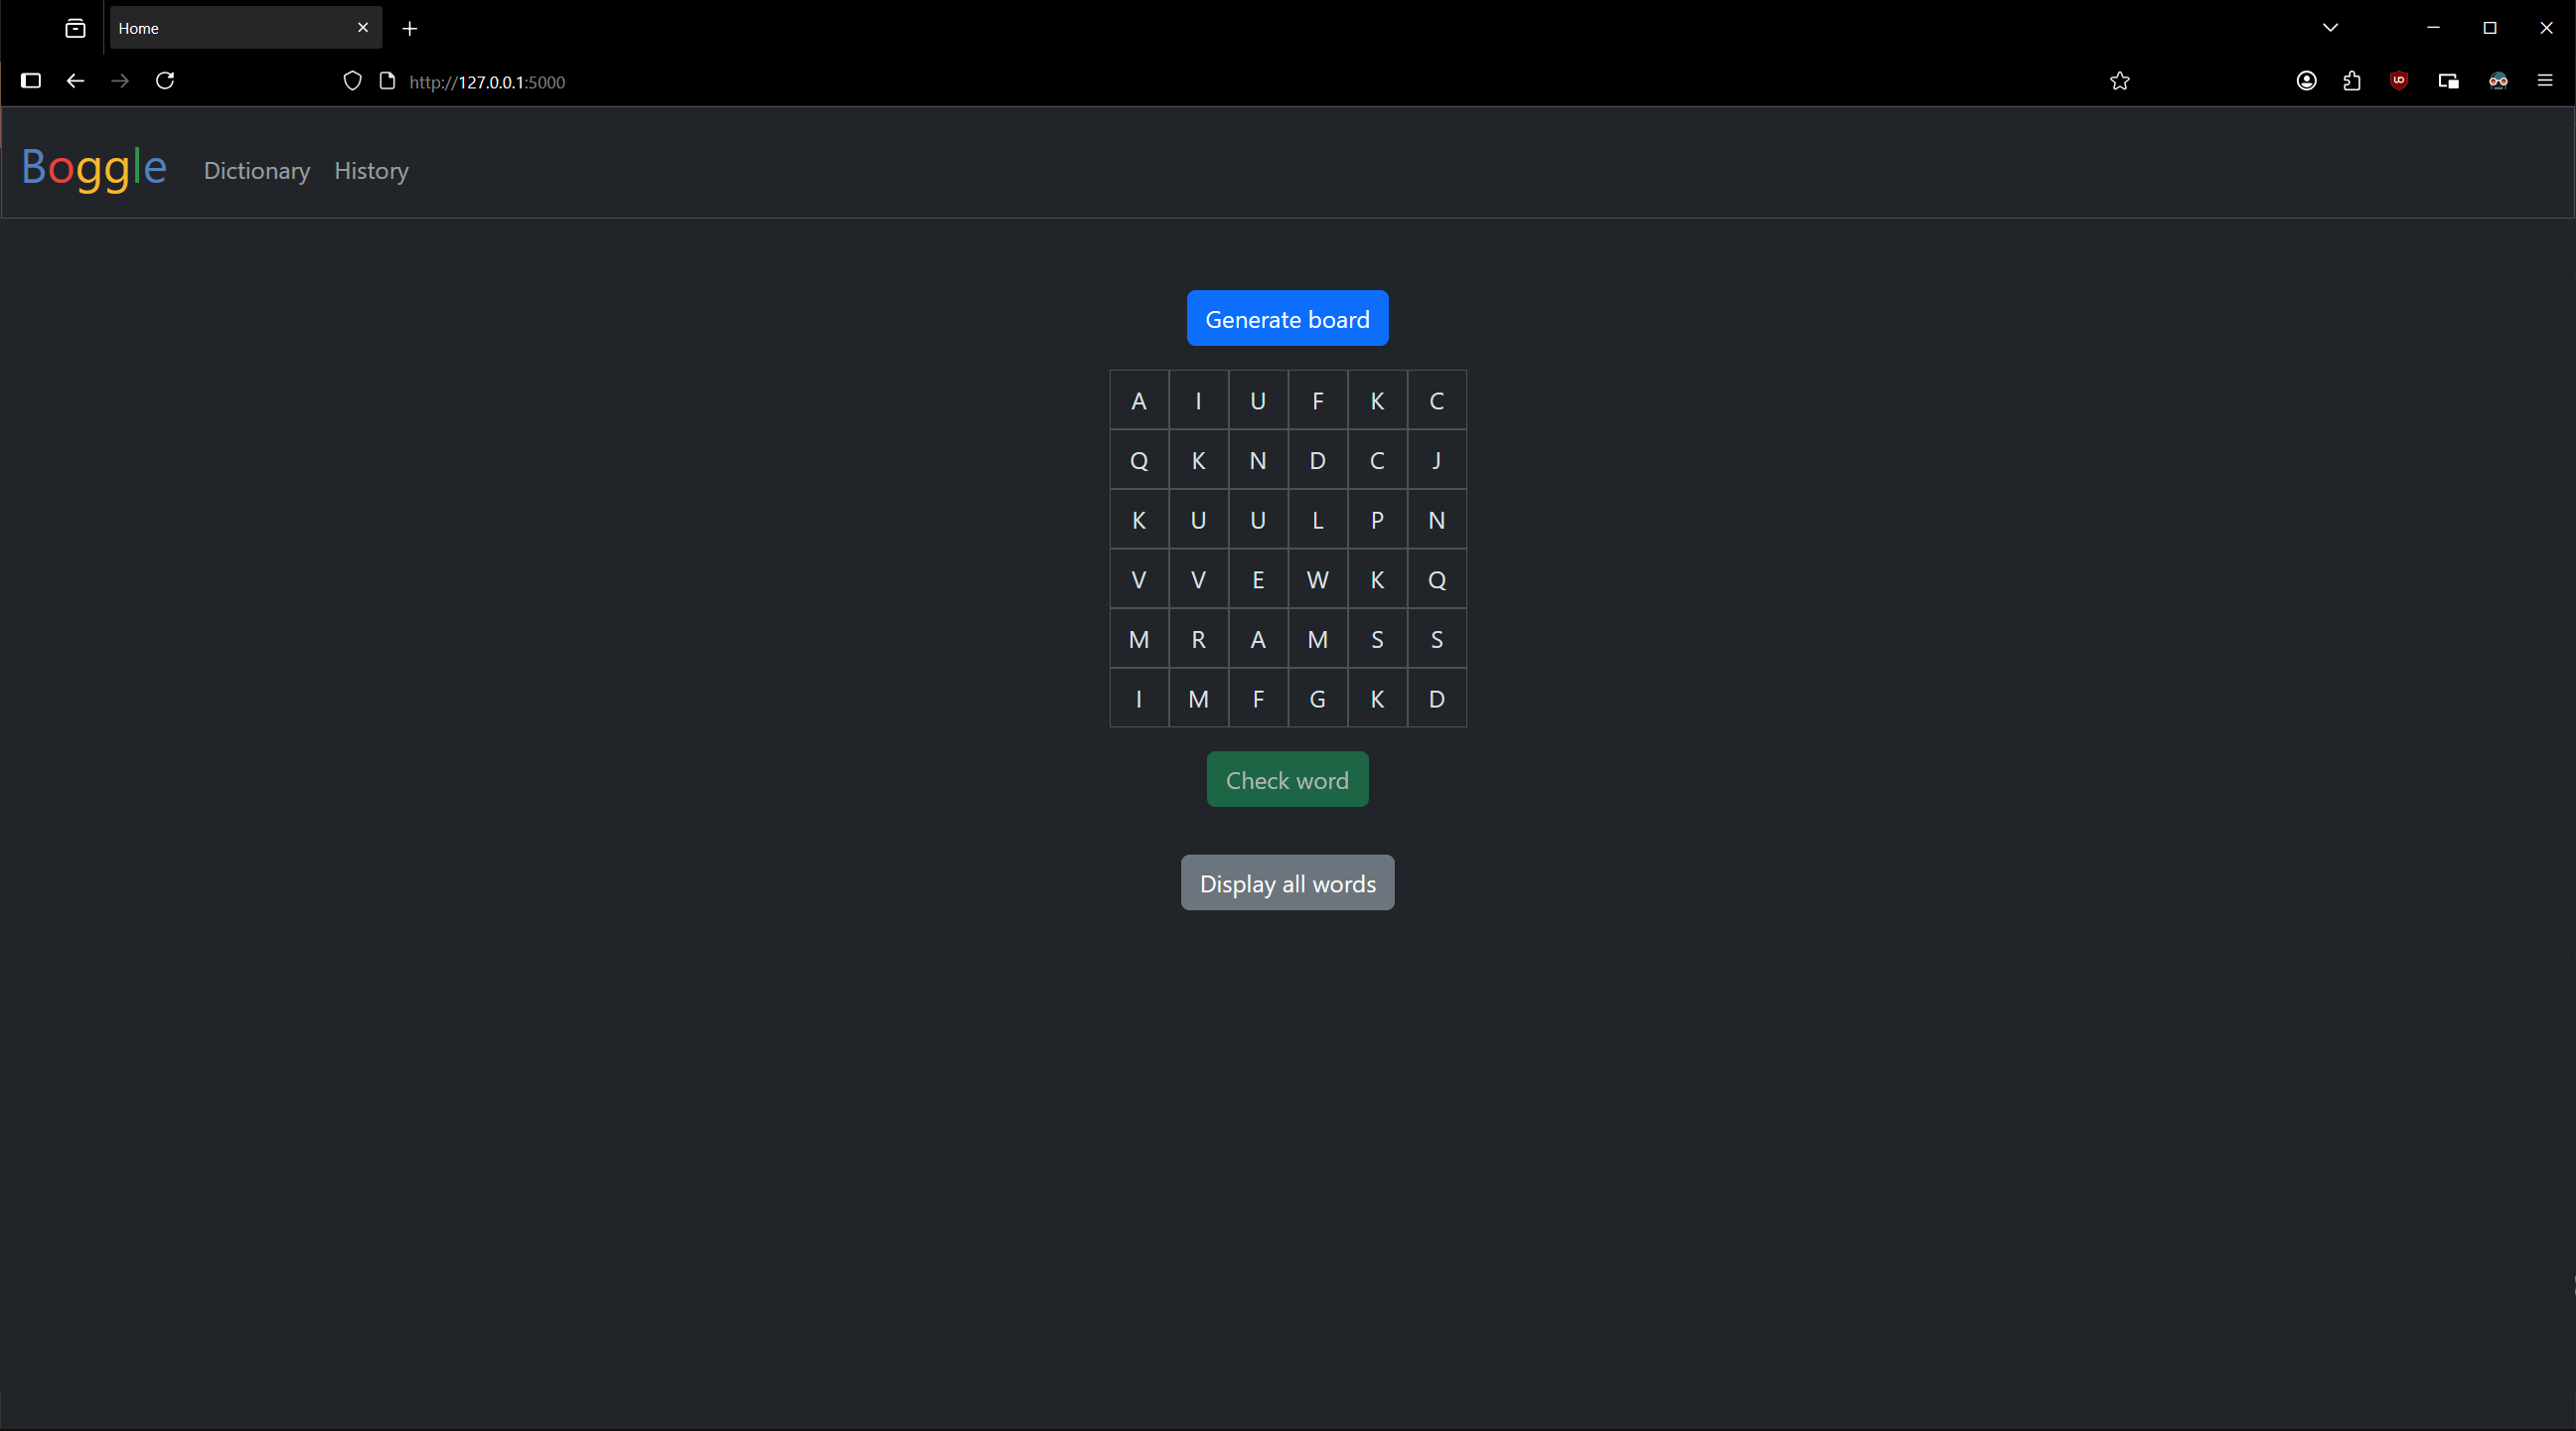 Home
http://127.0.0.1:5000
Boggle Dictionary History
Generate board
A I U F K C
Q K N D C J
K U U L P N
V V E W K Q
M R A M S S
I M F G K D
Check word
Display all words